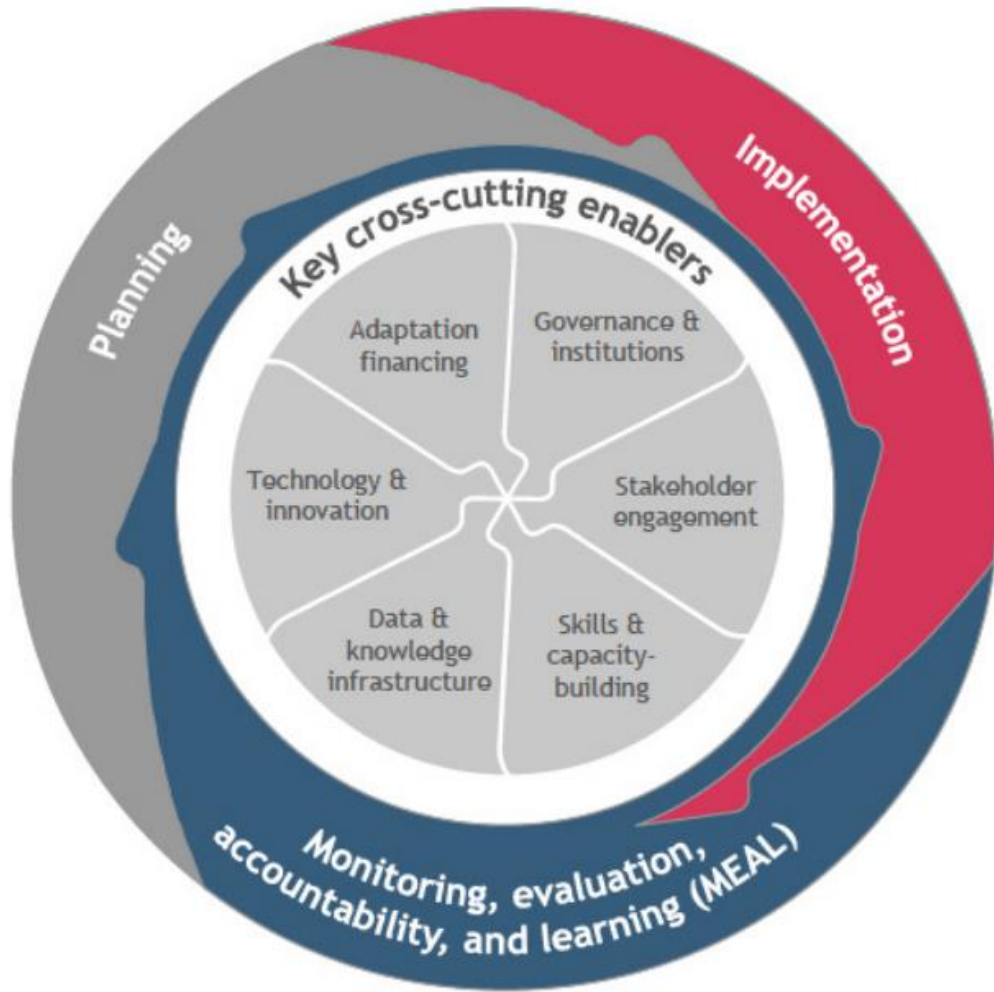 Planning
Implementation
Key cross-cutting enablers
Adaptation
financing
Governance &
institutions
Technology &
innovation
Stakeholder
engagement
Data &
knowledge
infrastructure
Skills &
capacity-
building
Monitoring, evaluation,
accountability, and learning (MEAL)